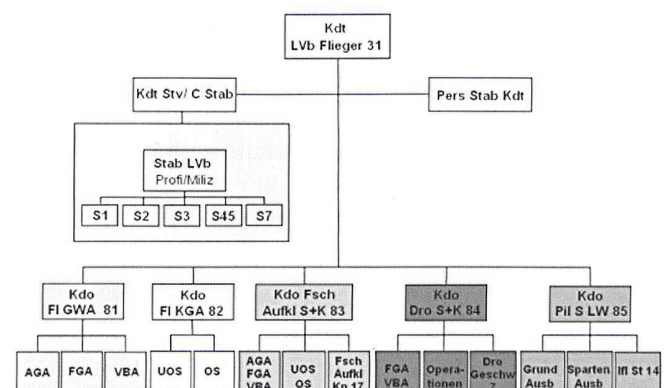 Kdt
LVb Flieger 31
Kdt Stv/ C Stab
Pers Stab Kdt
Stab LVb
Profi/Miliz
S1
S2
S3
S45
S7
Kdo
Fl GWA 81
Kdo
Fl KGA 82
Kdo Fsch
Aufkl S+K 83
Kdo
Dro S+K 84
Kdo
Pil S LW 85
AGA
FGA
VBA
UOS
OS
AGA
FGA
VBA
UOS
OS
Fsch
Aufkl
Kp 17
FGA
VBA
Opera-
tionen
Dro
Geschw
7
Grund
Ausb
Sparten
Ausb
Ifl St 14